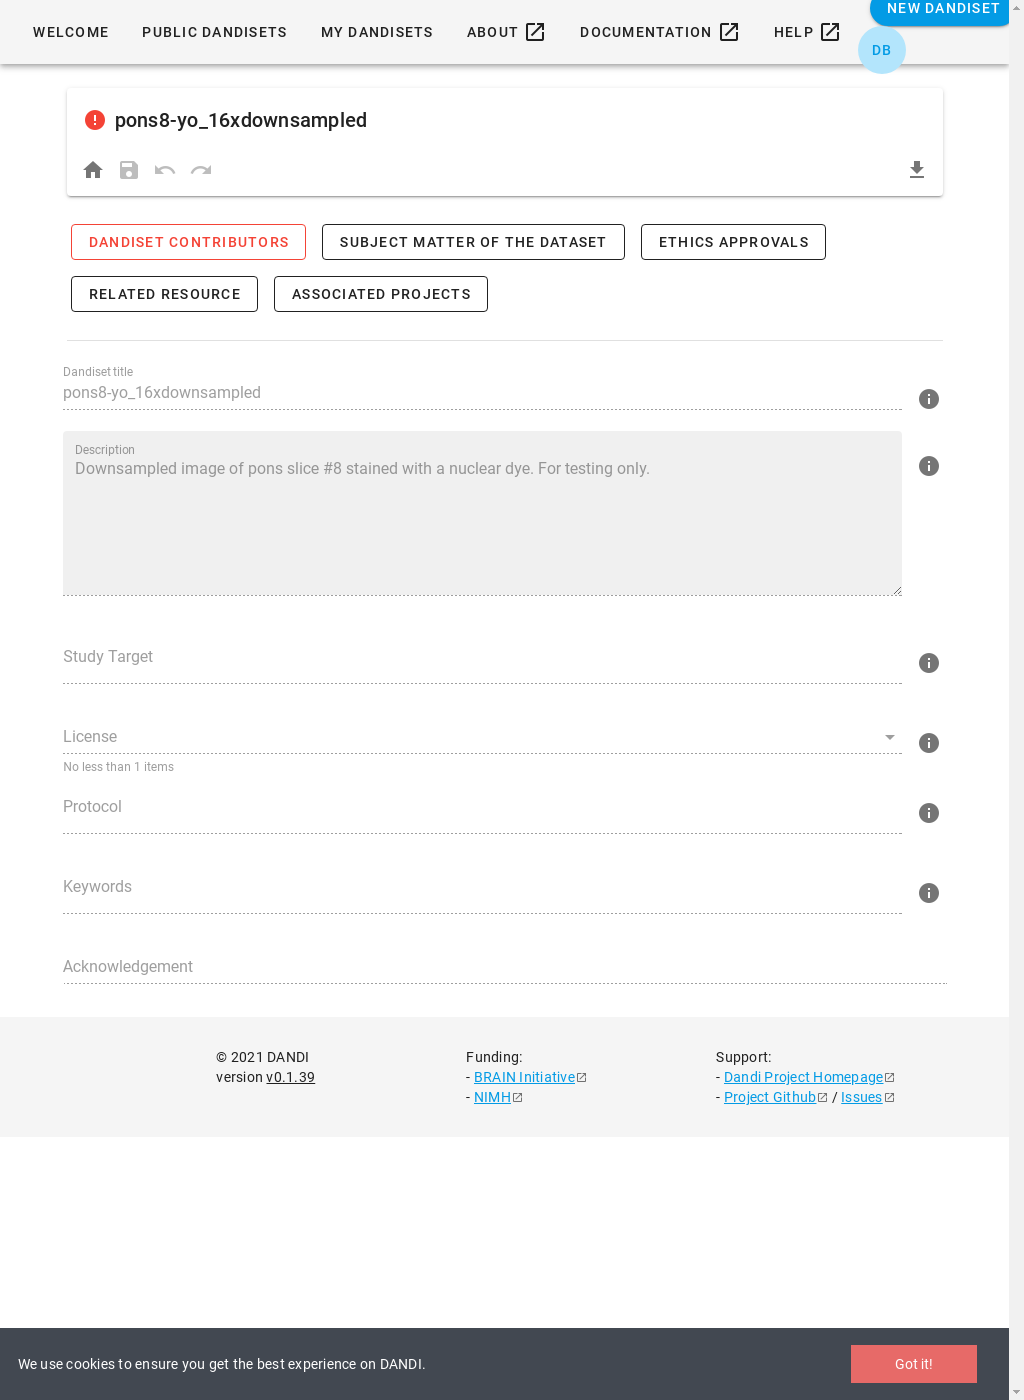 WELCOME PUBLIC DANDISETS MY DANDISETS ABOUT DOCUMENTATION HELP NEW DANDISET
DB
pons8-yo_16xdownsampled
DANDISET CONTRIBUTORS SUBJECT MATTER OF THE DATASET ETHICS APPROVALS
RELATED RESOURCE ASSOCIATED PROJECTS
Dandiset title
pons8-yo_16xdownsampled
Description
Downsampled image of pons slice #8 stained with a nuclear dye. For testing only.
Study Target
License
No less than 1 items
Protocol
Keywords
Acknowledgement
© 2021 DANDI
version v0.1.39
Funding:
- BRAIN Initiative
- NIMH
Support:
- Dandi Project Homepage
- Project Github / Issues
We use cookies to ensure you get the best experience on DANDI.
Got it!